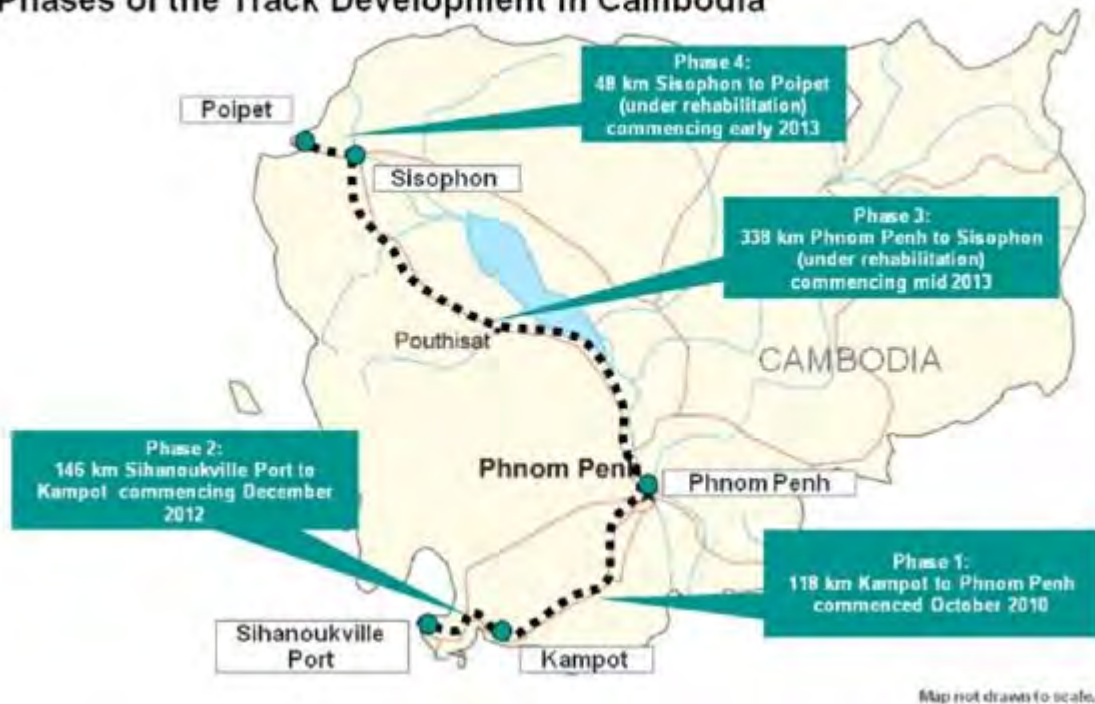 Phases of the Track Development in Cambodia
Phase 4:
48 km Sisophon to Poipet
(under rehabilitation)
commencing early 2013
Poipet
Sisophon
Phase 3:
338 km Phnom Penh to Sisophon
(under rehabilitation)
commencing mid 2013
Pouthisat
CAMBODIA
Phase 2:
146 km Sihanoukville Port to
Kampot commencing December
2012
Phnom Penh
Phnom Penh
Phase 1:
118 km Kampot to Phnom Penh
commenced October 2010
Sihanoukville
Port
Kampot
Map not drawn to scale.